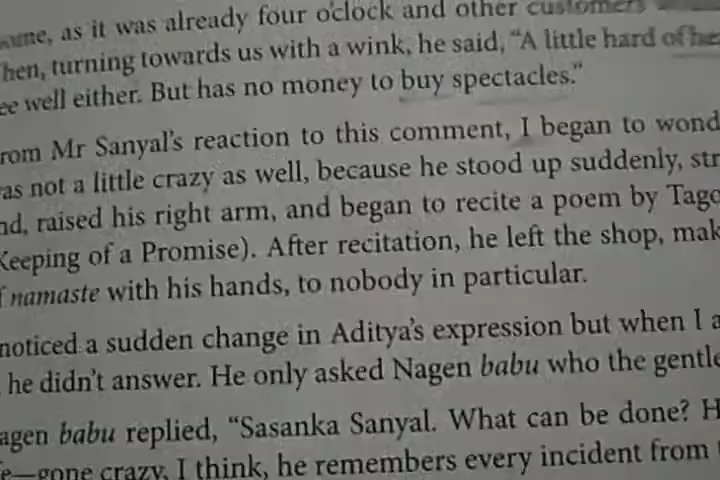 as it was already four o'clock and other customers
hen, turning towards us with a wink, he said, "A little hard of he
ee well either. But has no money to buy spectacles."
rom Mr Sanyal's reaction to this comment, I began to wond
as not a little crazy as well, because he stood up suddenly, str
nd, raised his right arm, and began to recite a poem by Tago
Keeping of a Promise). After recitation, he left the shop, mak
f namaste with his hands, to nobody in particular.
noticed a sudden change in Aditya's expression but when I a
he didn't answer. He only asked Nagen babu who the gentle
agen babu replied, "Sasanka Sanyal. What can be done? H
e—gone crazy, I think, he remembers every incident from